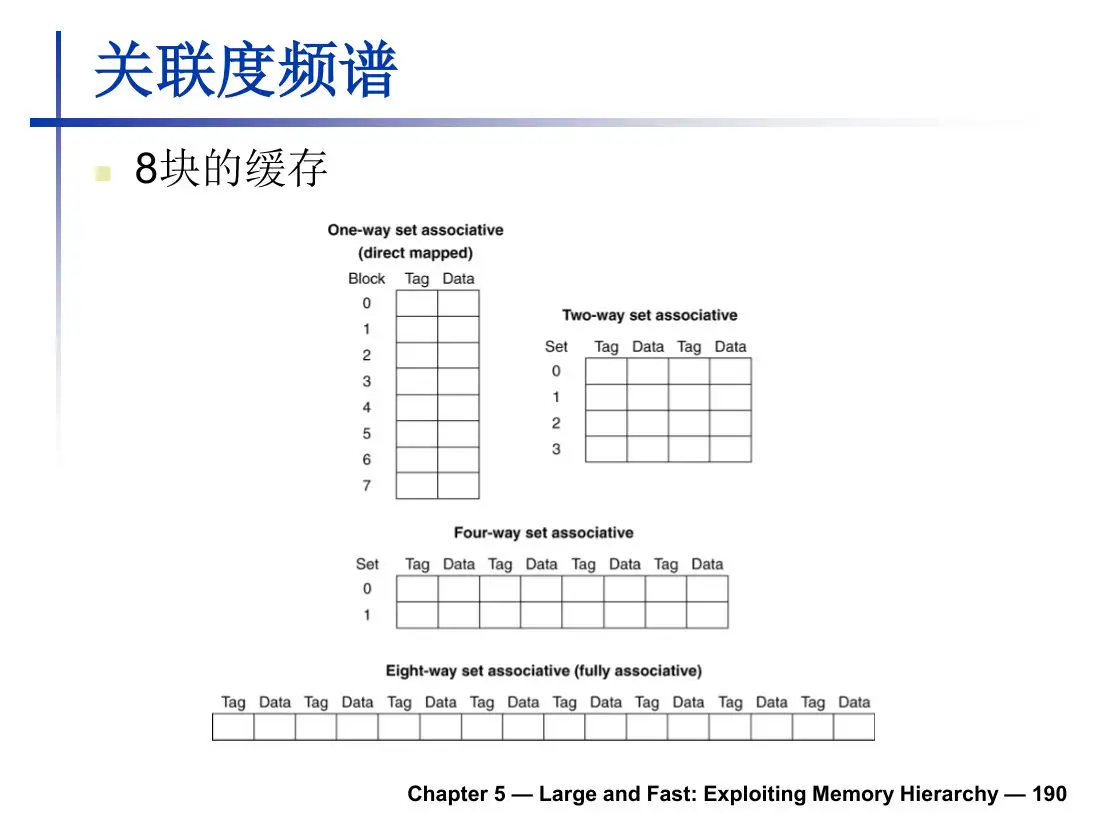 关联度频谱
8块的缓存
One-way set associative
(direct mapped)
Block Tag Data
0
1
2
3
4
5
6
7
Two-way set associative
Set Tag Data Tag Data
0
1
2
3
Four-way set associative
Set Tag Data Tag Data Tag Data Tag Data
0
1
Eight-way set associative (fully associative)
Tag Data Tag Data Tag Data Tag Data Tag Data Tag Data Tag Data Tag Data
Chapter 5 — Large and Fast: Exploiting Memory Hierarchy — 190